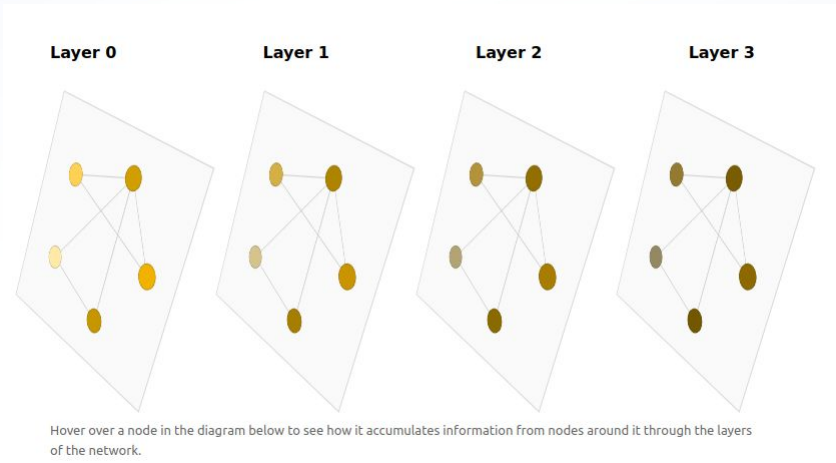 Layer 0 Layer 1 Layer 2 Layer 3
Hover over a node in the diagram below to see how it accumulates information from nodes around it through the layers
of the network.